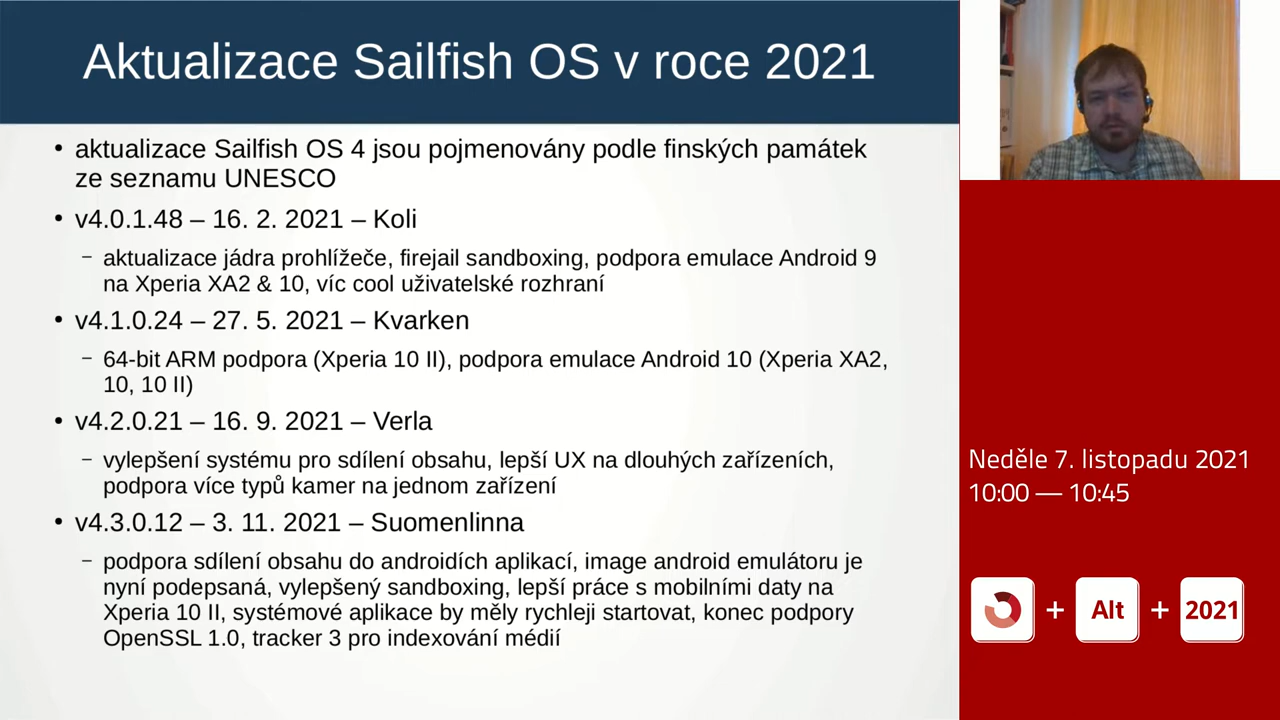 Aktualizace Sailfish OS v roce 2021
• aktualizace Sailfish OS 4 jsou pojmenovány podle finských památek
ze seznamu UNESCO
• v4.0.1.48 – 16. 2. 2021 – Koli
– aktualizace jádra prohlížeče, firejail sandboxing, podpora emulace Android 9
na Xperia XA2 & 10, víc cool uživatelské rozhraní
• v4.1.0.24 – 27. 5. 2021 – Kvarken
– 64-bit ARM podpora (Xperia 10 II), podpora emulace Android 10 (Xperia XA2,
10, 10 II)
• v4.2.0.21 – 16. 9. 2021 – Verla
– vylepšení systému pro sdílení obsahu, lepší UX na dlouhých zařízeních,
podpora více typů kamer na jednom zařízení
• v4.3.0.12 – 3. 11. 2021 – Suomenlinna
– podpora sdílení obsahu do androidích aplikací, image android emulátoru je
nyní podepsaná, vylepšený sandboxing, lepší práce s mobilními daty na
Xperia 10 II, systémové aplikace by měly rychleji startovat, konec podpory
OpenSSL 1.0, tracker 3 pro indexování médií
Neděle 7. listopadu 2021
10:00 — 10:45
+ Alt + 2021